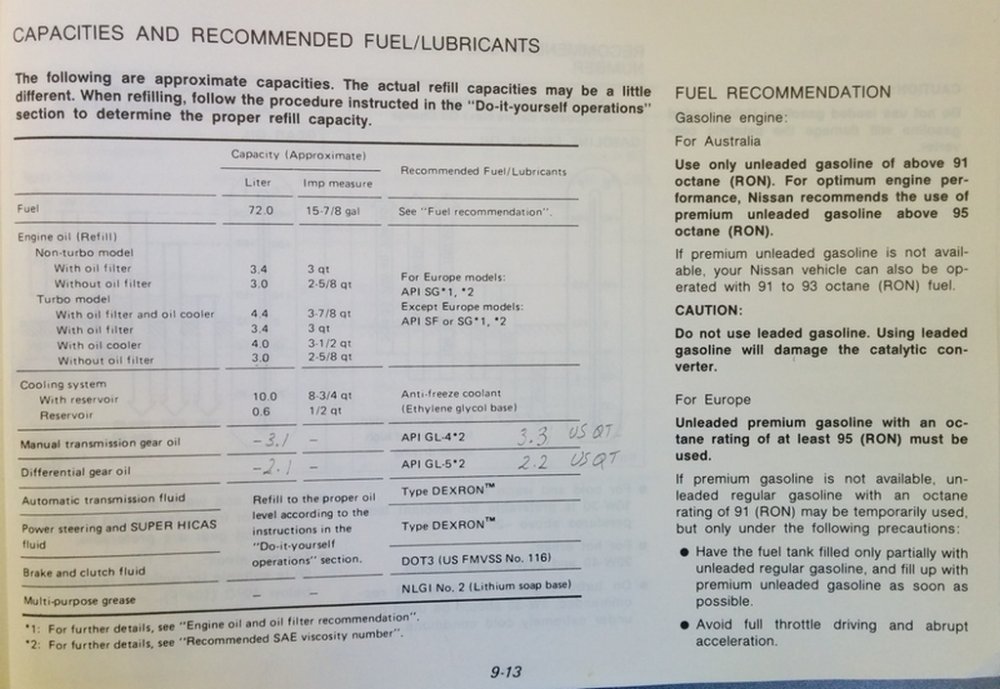 CAPACITIES AND RECOMMENDED FUEL/LUBRICANTS
The following are approximate capacities. The actual refill capacities may be a little
different. When refilling, follow the procedure instructed in the "Do-it-yourself operations"
section to determine the proper refill capacity.
Capacity (Approximate)
Recommended Fuel/Lubricants
Liter Imp measure
Fuel 72.0 15-7/8 gal See "Fuel recommendation".
Engine oil (Refill)
Non-turbo model
With oil filter 3.4 3 qt
Without oil filter 3.0 2-5/8 qt
Turbo model
With oil filter and oil cooler 4.4 3-7/8 qt
With oil filter 3.4 3 qt
With oil cooler 4.0 3-1/2 qt
Without oil filter 3.0 2-5/8 qt
For Europe models:
API SG*1, *2
Except Europe models:
API SF or SG*1, *2
Cooling system
With reservoir 10.0 8-3/4 qt
Reservoir 0.6 1/2 qt
Anti-freeze coolant
(Ethylene glycol base)
Manual transmission gear oil – 3.1 – API GL-4*2 3.3 US QT
Differential gear oil – 2.1 – API GL-5*2 2.2 US QT
Automatic transmission fluid Type DEXRON™
Power steering and SUPER HICAS
fluid Type DEXRON™
Brake and clutch fluid DOT3 (US FMVSS No. 116)
Refill to the proper oil
level according to the
instructions in the
"Do-it-yourself
operations" section.
Multi-purpose grease – – NLGI No. 2 (Lithium soap base)
*1: For further details, see "Engine oil and oil filter recommendation".
*2: For further details, see "Recommended SAE viscosity number".
FUEL RECOMMENDATION
Gasoline engine:
For Australia
Use only unleaded gasoline of above 91
octane (RON). For optimum engine per-
formance, Nissan recommends the use of
premium unleaded gasoline above 95
octane (RON).
If premium unleaded gasoline is not avail-
able, your Nissan vehicle can also be op-
erated with 91 to 93 octane (RON) fuel.
CAUTION:
Do not use leaded gasoline. Using leaded
gasoline will damage the catalytic con-
verter.
For Europe
Unleaded premium gasoline with an oc-
tane rating of at least 95 (RON) must be
used.
If premium gasoline is not available, un-
leaded regular gasoline with an octane
rating of 91 (RON) may be temporarily used,
but only under the following precautions:
● Have the fuel tank filled only partially with
unleaded regular gasoline, and fill up with
premium unleaded gasoline as soon as
possible.
● Avoid full throttle driving and abrupt
acceleration.
9-13